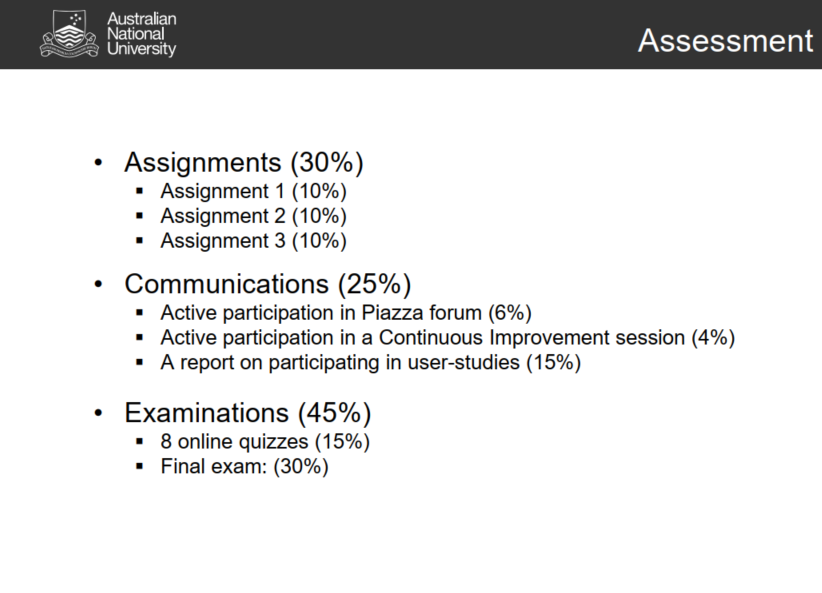 Australian
National
University
Assessment
• Assignments (30%)
▪ Assignment 1 (10%)
▪ Assignment 2 (10%)
▪ Assignment 3 (10%)
• Communications (25%)
▪ Active participation in Piazza forum (6%)
▪ Active participation in a Continuous Improvement session (4%)
▪ A report on participating in user-studies (15%)
• Examinations (45%)
▪ 8 online quizzes (15%)
▪ Final exam: (30%)